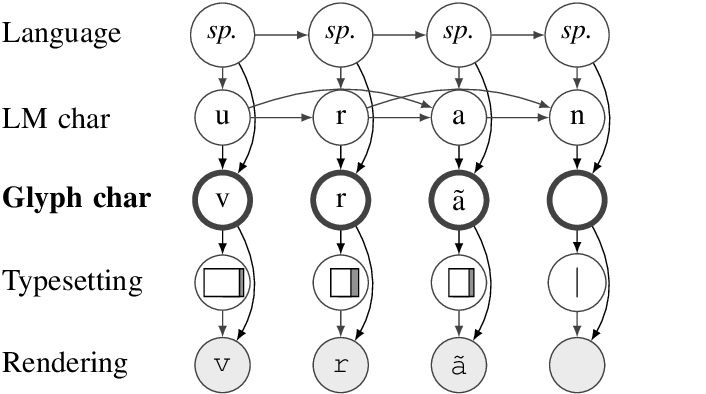 Language sp. sp. sp. sp.
LM char u r a n
Glyph char v r ã
Typesetting
Rendering v r ã